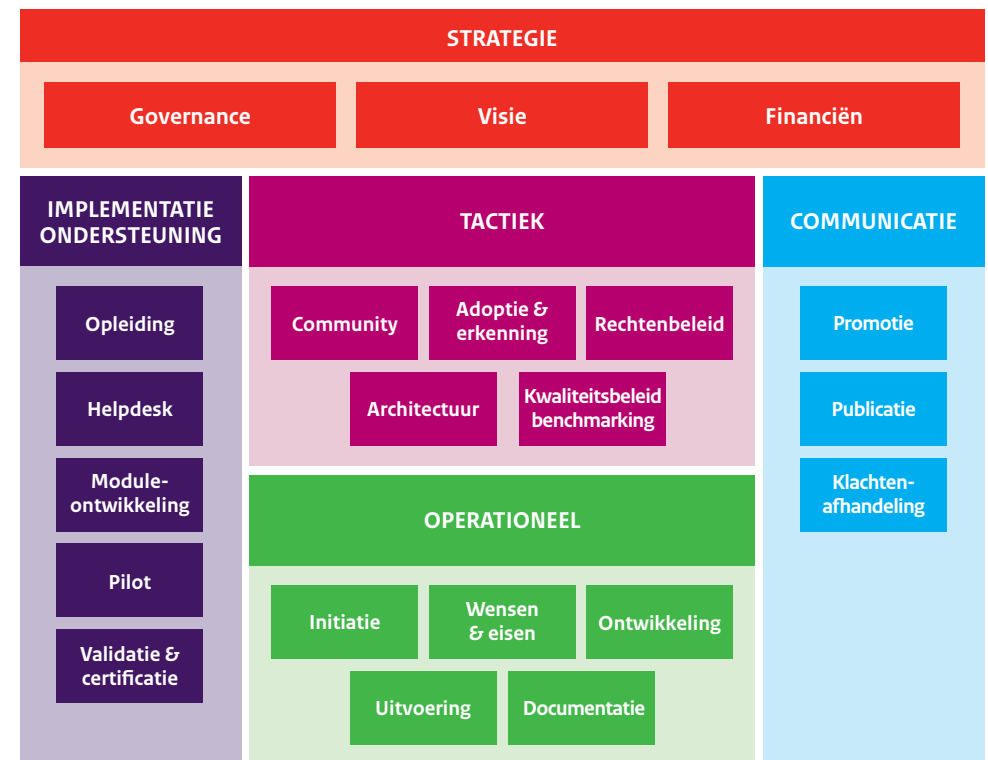 STRATEGIE
Governance
Visie
Financiën
IMPLEMENTATIE
ONDERSTEUNING
Opleiding
Helpdesk
Module-
ontwikkeling
Pilot
Validatie &
certificatie
TACTIEK
Community
Adoptie &
erkenning
Rechtenbeleid
Architectuur
Kwaliteitsbeleid
benchmarking
OPERATIONEEL
Initiatie
Wensen
& eisen
Ontwikkeling
Uitvoering
Documentatie
COMMUNICATIE
Promotie
Publicatie
Klachten-
afhandeling